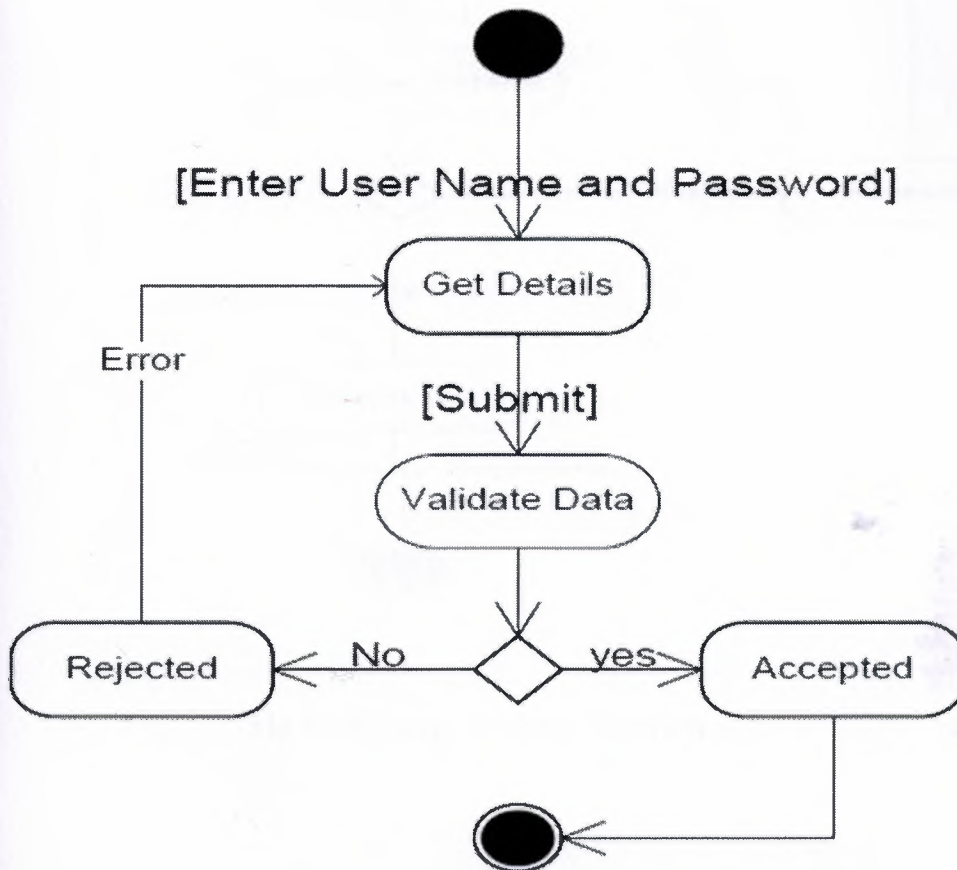 [Enter User Name and Password]
Get Details
Error
[Submit]
Validate Data
Rejected
No
yes
Accepted